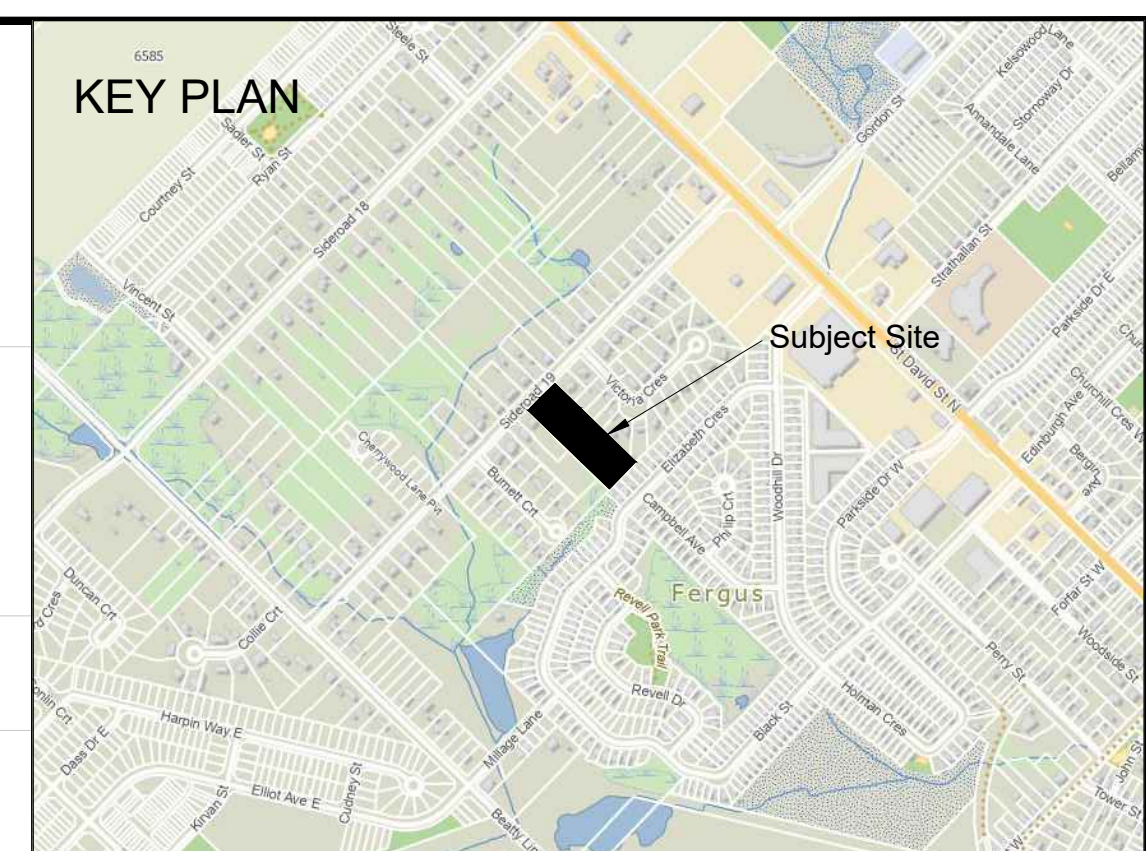 6585
KEY PLAN
Steele St
Sadler St
Ryan St
Courtney St
Sideroad 18
Vincent St
Gordon St
Kelsowood Lane
Stornoway Dr
Annandale Lane
Strathallan St
Parkside Dr E
Subject Site
St David St N
Churchill Cres W
Edinburgh Ave
Bergin Ave
Victoria Cres
Sideroad 19
Elizabeth Cres
Cherrywood Lane Pvt
Burnett Crt
Campbell Ave
Philip Crt
Woodhill Dr
Parkside Dr W
Fergus
Revell Park Trail
Revell Dr
Forfar St W
Woodside St
Perry St
Holman Cres
Black St
Duncan Crt
Collie Crt
Harpin Way E
Dass Dr E
Elliot Ave E
Kirvan St
Cudney St
Millage Lane
Beatty Lin
John St
Tower St